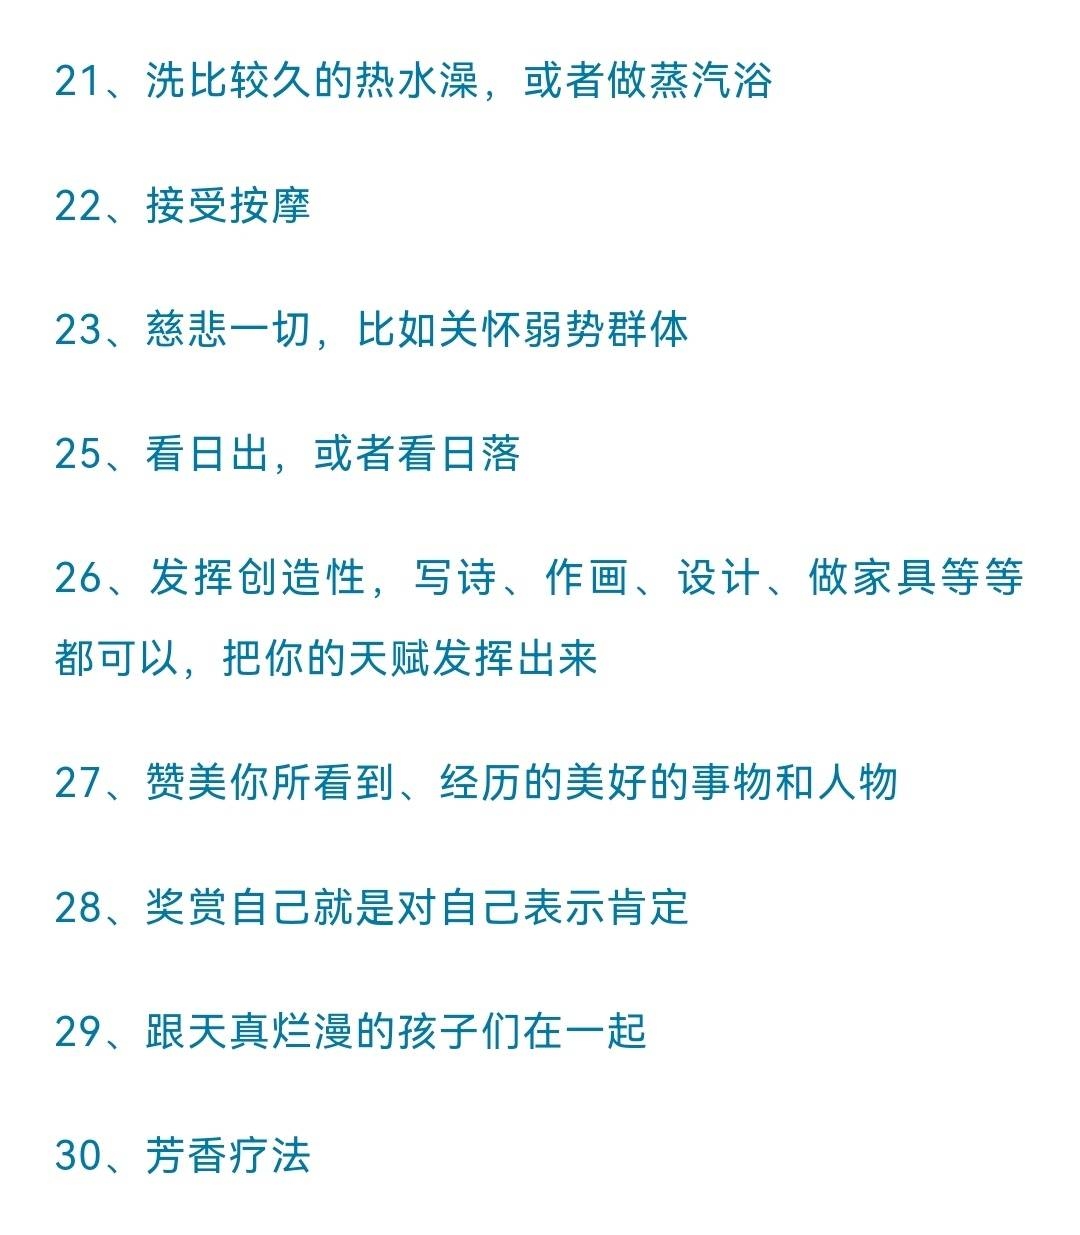 21、洗比较久的热水澡，或者做蒸汽浴
22、接受按摩
23、慈悲一切，比如关怀弱势群体
25、看日出，或者看日落
26、发挥创造性，写诗、作画、设计、做家具等等
都可以，把你的天赋发挥出来
27、赞美你所看到、经历的美好的事物和人物
28、奖赏自己就是对自己表示肯定
29、跟天真烂漫的孩子们在一起
30、芳香疗法